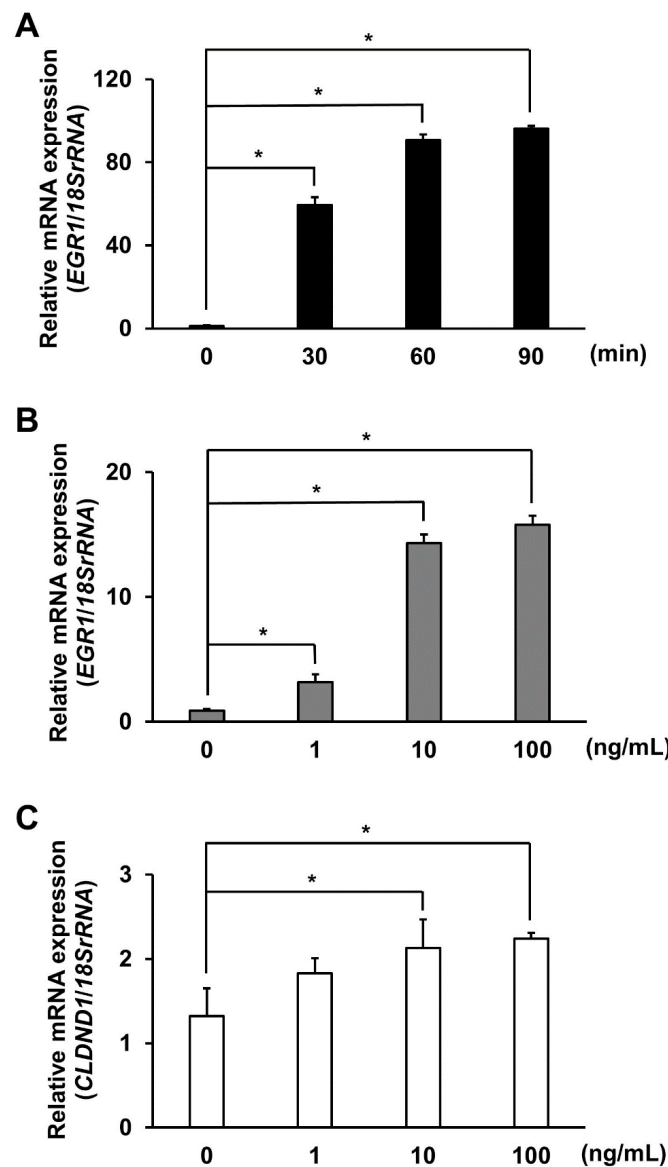 A
Relative mRNA expression
(EGR1/18SrRNA)
120
80
40
0
*
*
*
0 30 60 90 (min)
B
Relative mRNA expression
(EGR1/18SrRNA)
20
10
0
*
*
*
0 1 10 100 (ng/mL)
C
Relative mRNA expression
(CLDND1/18SrRNA)
3
2
1
0
*
*
0 1 10 100 (ng/mL)